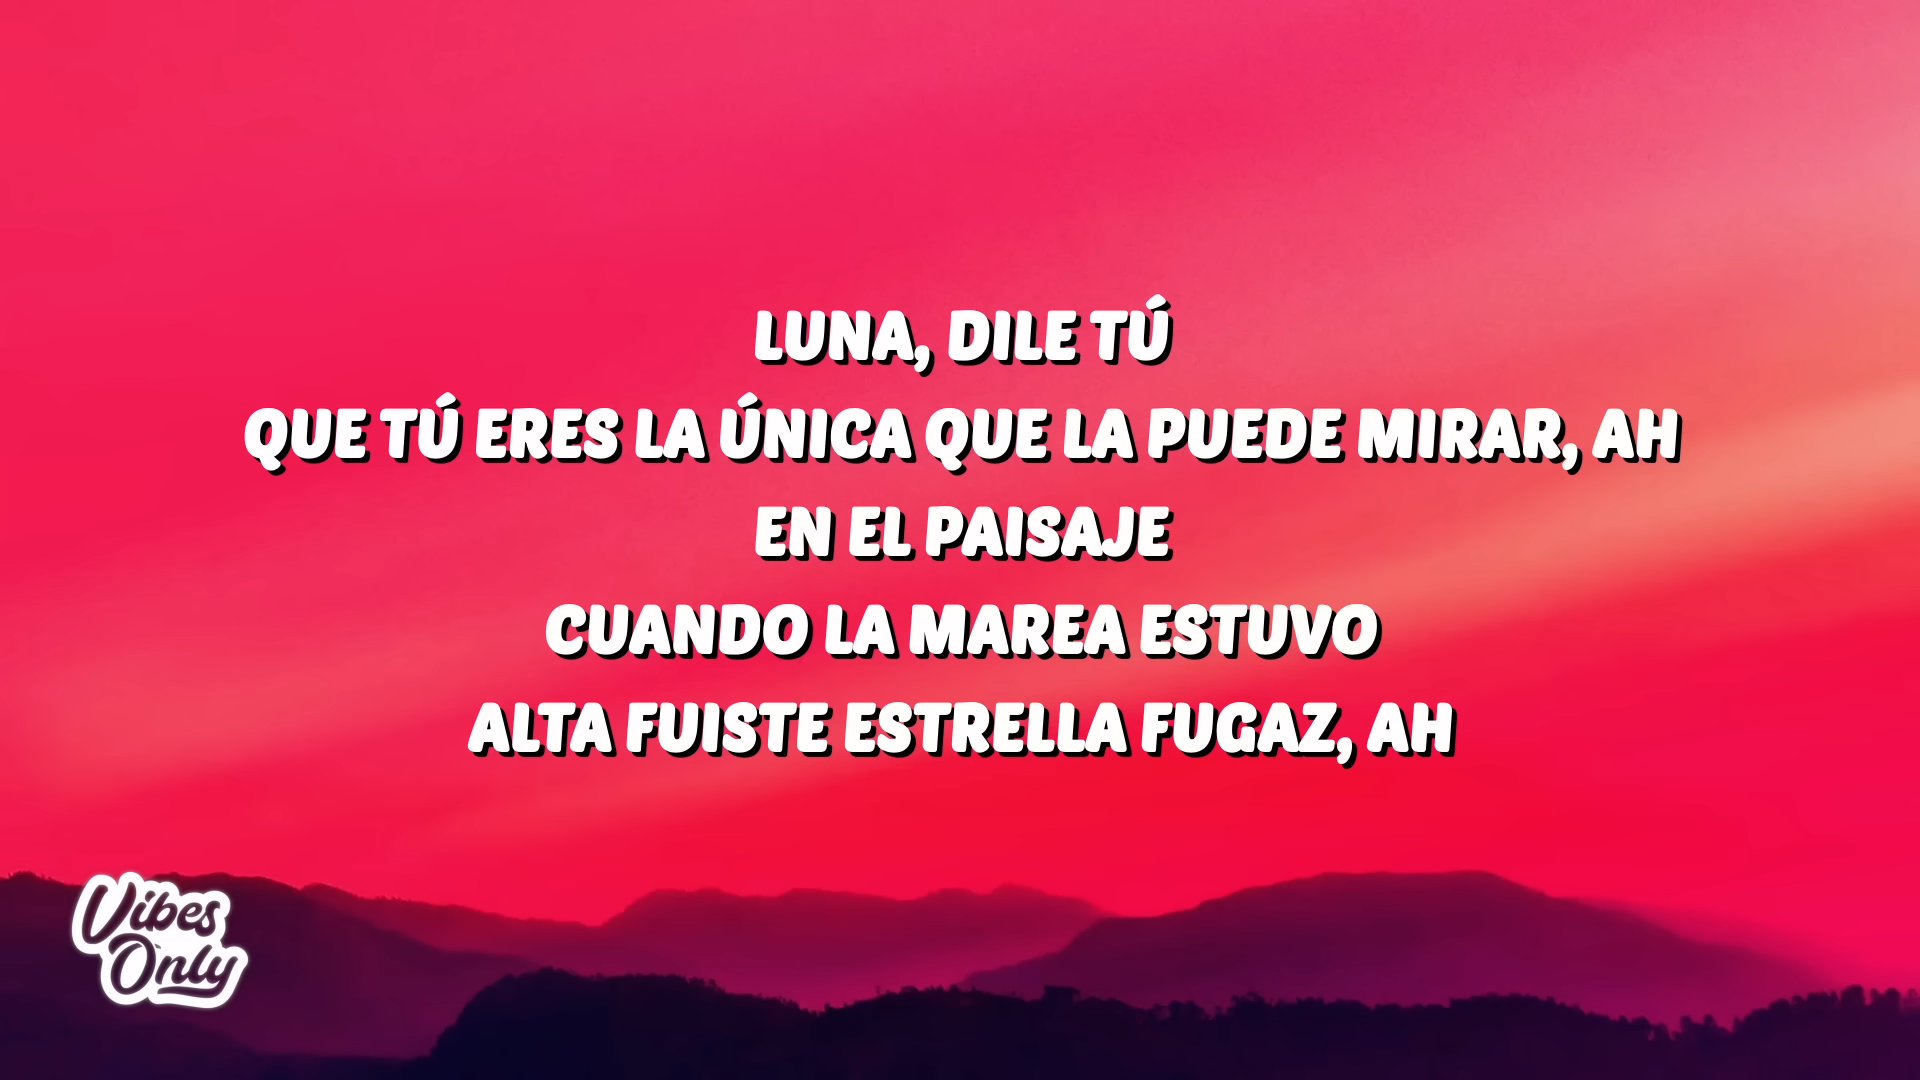 LUNA, DILE TÚ
QUE TÚ ERES LA ÚNICA QUE LA PUEDE MIRAR, AH
EN EL PAISAJE
CUANDO LA MAREA ESTUVO
ALTA FUISTE ESTRELLA FUGAZ, AH
Vibes
Only